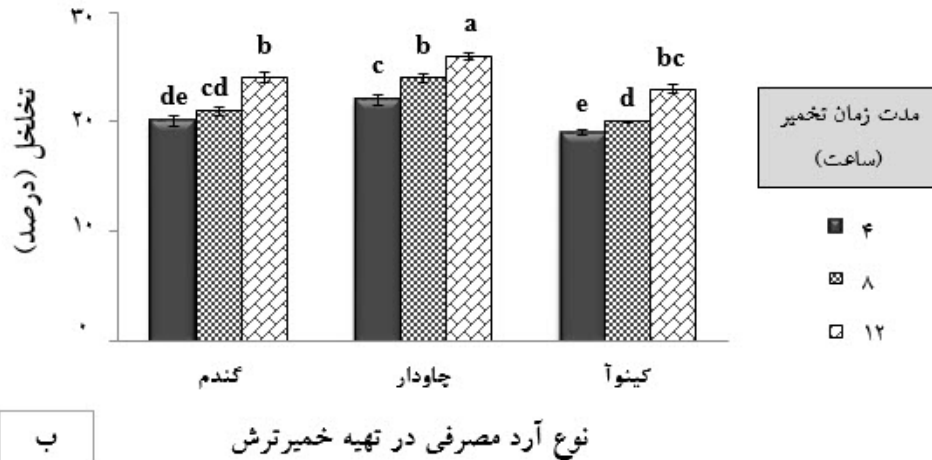 تخلخل (درصد)
۳۰
۲۰
۱۰
۰
de cd b
c b a
e d bc
گندم چاودار کینوآ
نوع آرد مصرفی در تهیه خمیرترش
ب
مدت زمان تخمیر
(ساعت)
۴
۸
۱۲